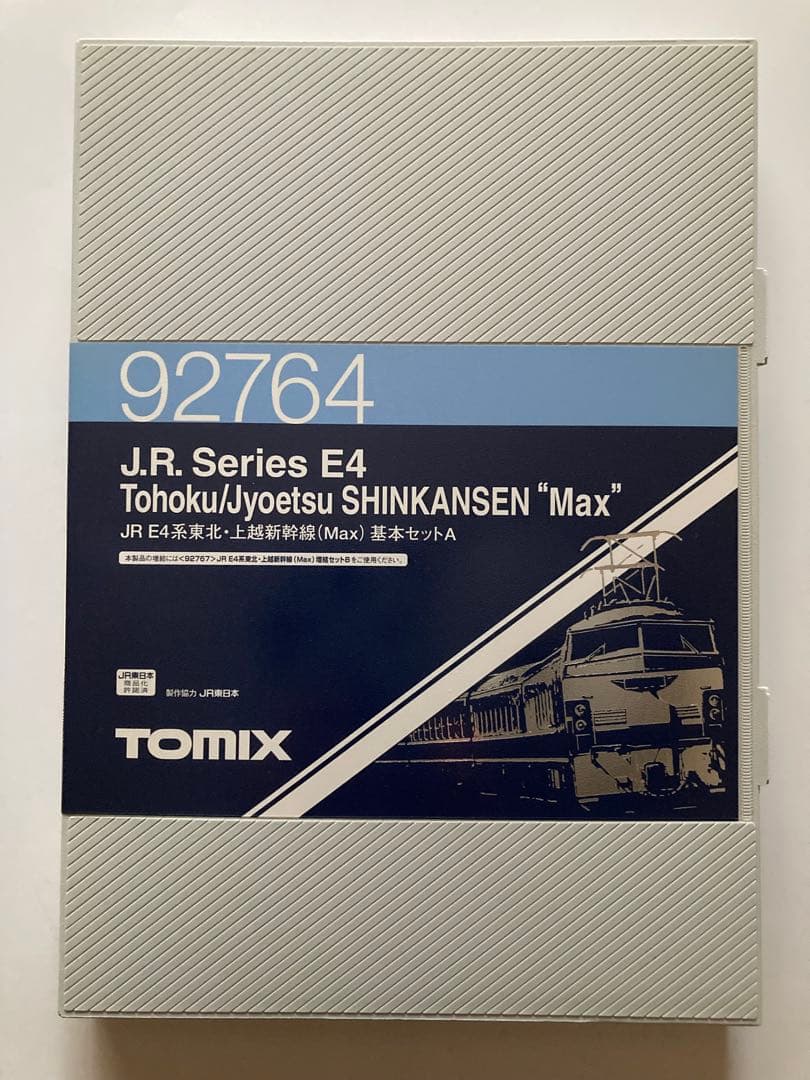 92764
J.R. Series E4
Tohoku/Jyoetsu SHINKANSEN “Max”
JR E4系東北・上越新幹線(Max) 基本セットA
本製品の増結には<92767>JR E4系東北・上越新幹線(Max)増結セットBをご使用ください。
JR東日本
商品化
許諾済
製作協力 JR東日本
TOMIX